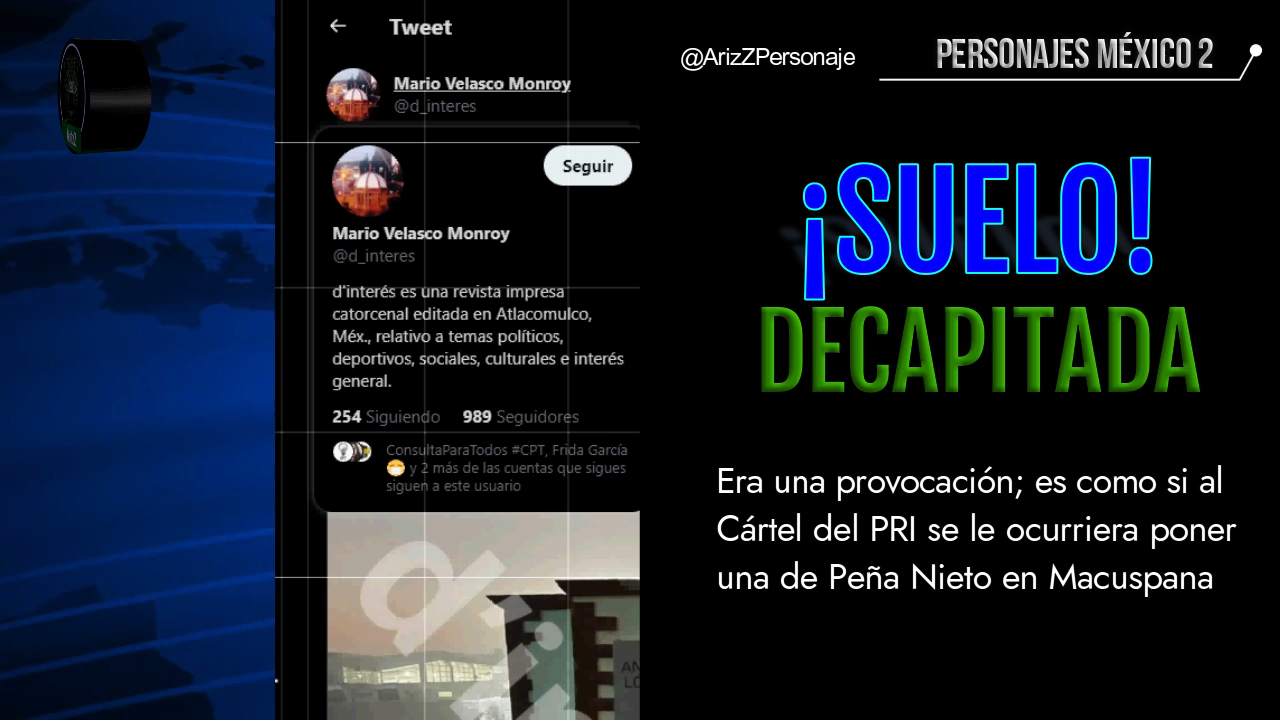 Tweet
Mario Velasco Monroy
@d_interes
Seguir
Mario Velasco Monroy
@d_interes
d'interés es una revista impresa
catorcenal editada en Atlacomulco,
Méx., relativo a temas políticos,
deportivos, sociales, culturales e interés
general.
254 Siguiendo 989 Seguidores
ConsultaParaTodos #CPT, Frida García
😷 y 2 más de las cuentas que sigues
siguen a este usuario
@ArizZPersonaje
PERSONAJES MÉXICO 2
¡SUELO!
DECAPITADA
Era una provocación; es como si al
Cártel del PRI se le ocurriera poner
una de Peña Nieto en Macuspana